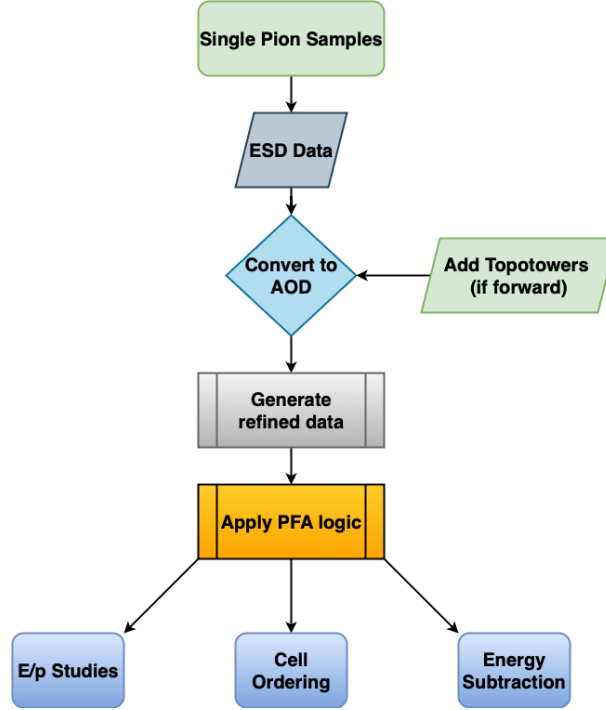 Single Pion Samples
ESD Data
Convert to
AOD
Add Topotowers
(if forward)
Generate
refined data
Apply PFA logic
E/p Studies
Cell
Ordering
Energy
Subtraction